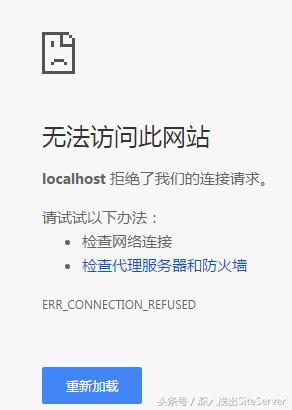 无法访问此网站
localhost 拒绝了我们的连接请求。
请试试以下办法：
• 检查网络连接
• 检查代理服务器和防火墙
ERR_CONNECTION_REFUSED
重新加载
头条号 / 深入浅出SiteServer